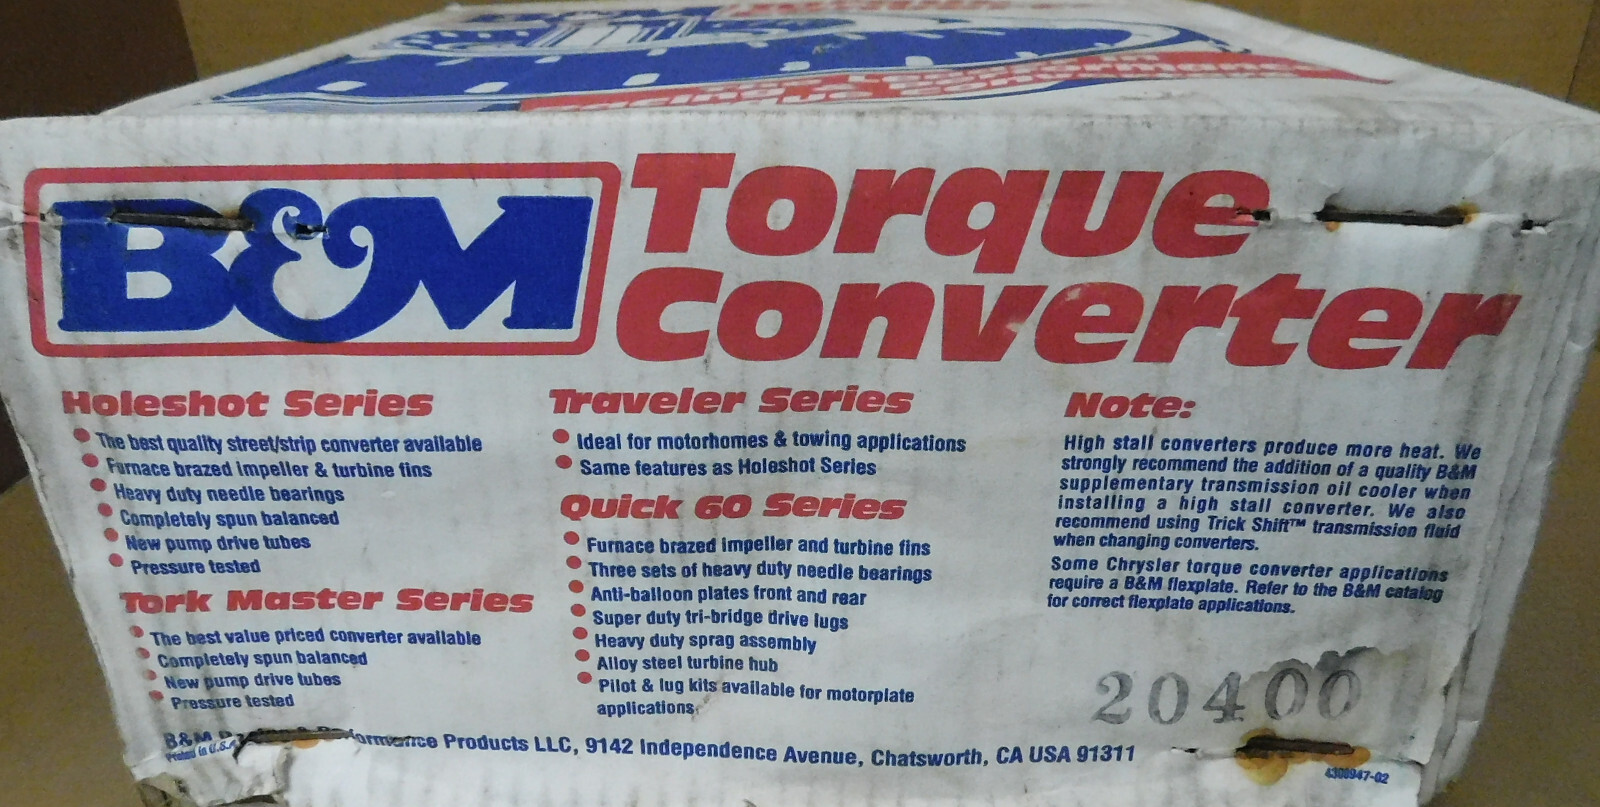 B&M
Torque
Converter
Holeshot Series
The best quality street/strip converter available
Furnace brazed impeller & turbine fins
Heavy duty needle bearings
Completely spun balanced
New pump drive tubes
Pressure tested
Tork Master Series
The best value priced converter available
Completely spun balanced
New pump drive tubes
Pressure tested
Traveler Series
Ideal for motorhomes & towing applications
Same features as Holeshot Series
Quick 60 Series
Furnace brazed impeller and turbine fins
Three sets of heavy duty needle bearings
Anti-balloon plates front and rear
Super duty tri-bridge drive lugs
Heavy duty sprag assembly
Alloy steel turbine hub
Pilot & lug kits available for motorplate
applications.
Note:
High stall converters produce more heat. We
strongly recommend the addition of a quality B&M
supplementary transmission oil cooler when
installing a high stall converter. We also
recommend using Trick Shift™ transmission fluid
when changing converters.
Some Chrysler torque converter applications
require a B&M flexplate. Refer to the B&M catalog
for correct flexplate applications.
20400
B&M Products LLC, 9142 Independence Avenue, Chatsworth, CA USA 91311
Printed in U.S.A.